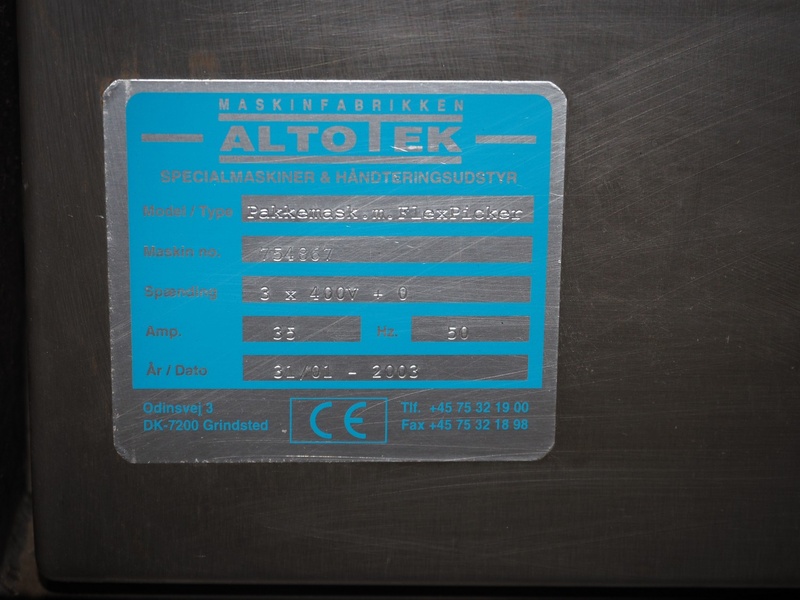 MASKINFABRIKKEN
ALTOTEK
SPECIALMASKINER & HÅNDTERINGSUDSTYR
Model / Type Pakkemask.m.FlexPicker
Maskin no. 754867
Spænding 3 x 400V + 0
Amp. 35 Hz. 50
År / Dato 31/01 - 2003
Odinsvej 3 CE Tlf. +45 75 32 19 00
DK-7200 Grindsted Fax +45 75 32 18 98